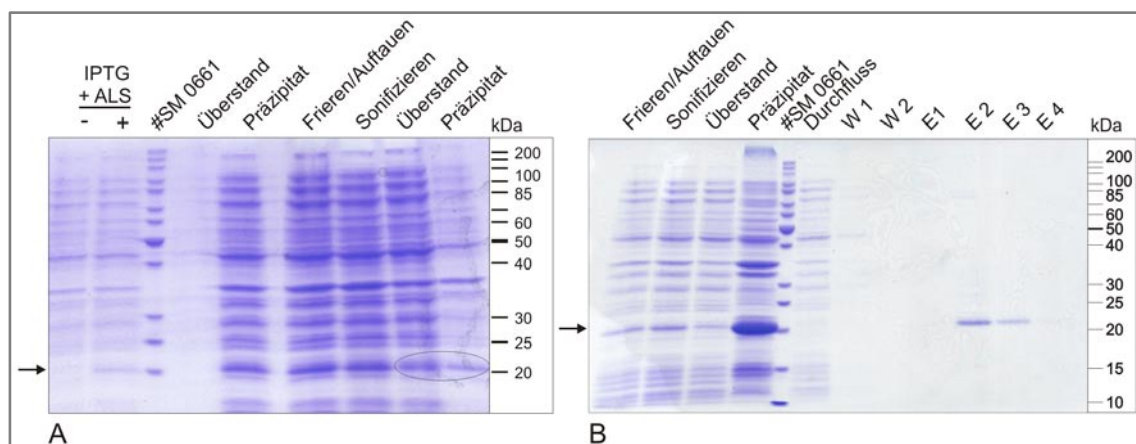 IPTG
+ ALS
- +
#SM 0661
Überstand
Präzipitat
Frieren/Auftauen
Sonifizieren
Überstand
Präzipitat
kDa
200
100
85
60
50
40
30
25
20
A
Frieren/Auftauen
Sonifizieren
Überstand
Präzipitat
#SM 0661
Durchfluss
W 1
W 2
E1
E 2
E 3
E 4
kDa
200
100
85
60
50
40
30
25
20
15
10
B